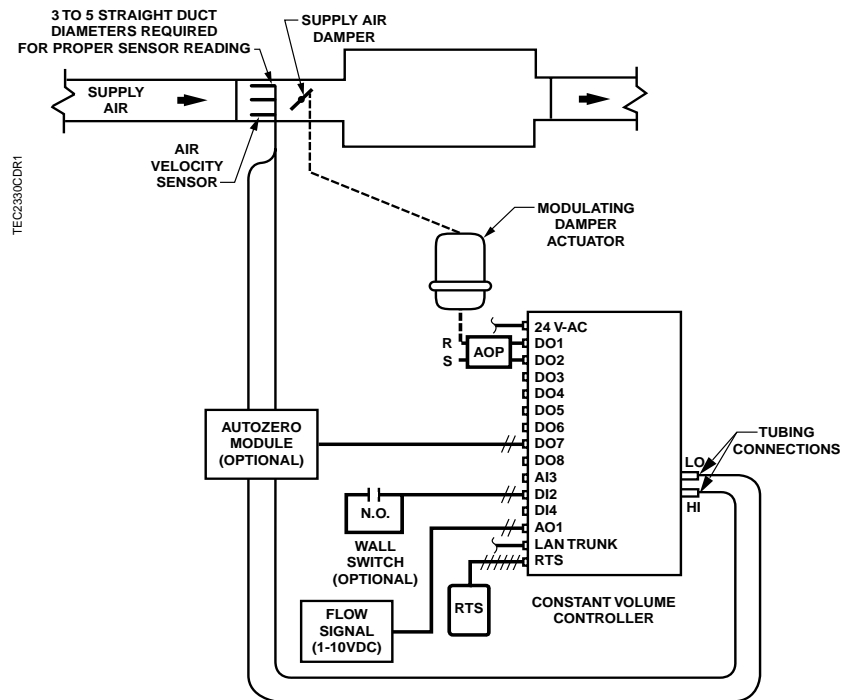 3 TO 5 STRAIGHT DUCT
DIAMETERS REQUIRED
FOR PROPER SENSOR READING
SUPPLY AIR
DAMPER
SUPPLY
AIR
AIR
VELOCITY
SENSOR
TEC2330CDR1
MODULATING
DAMPER
ACTUATOR
R
S
AOP
24 V-AC
DO1
DO2
DO3
DO4
DO5
DO6
DO7
DO8
AI3
DI2
DI4
AO1
LAN TRUNK
RTS
AUTOZERO
MODULE
(OPTIONAL)
TUBING
CONNECTIONS
LO
HI
N.O.
WALL
SWITCH
(OPTIONAL)
FLOW
SIGNAL
(1-10VDC)
RTS
CONSTANT VOLUME
CONTROLLER